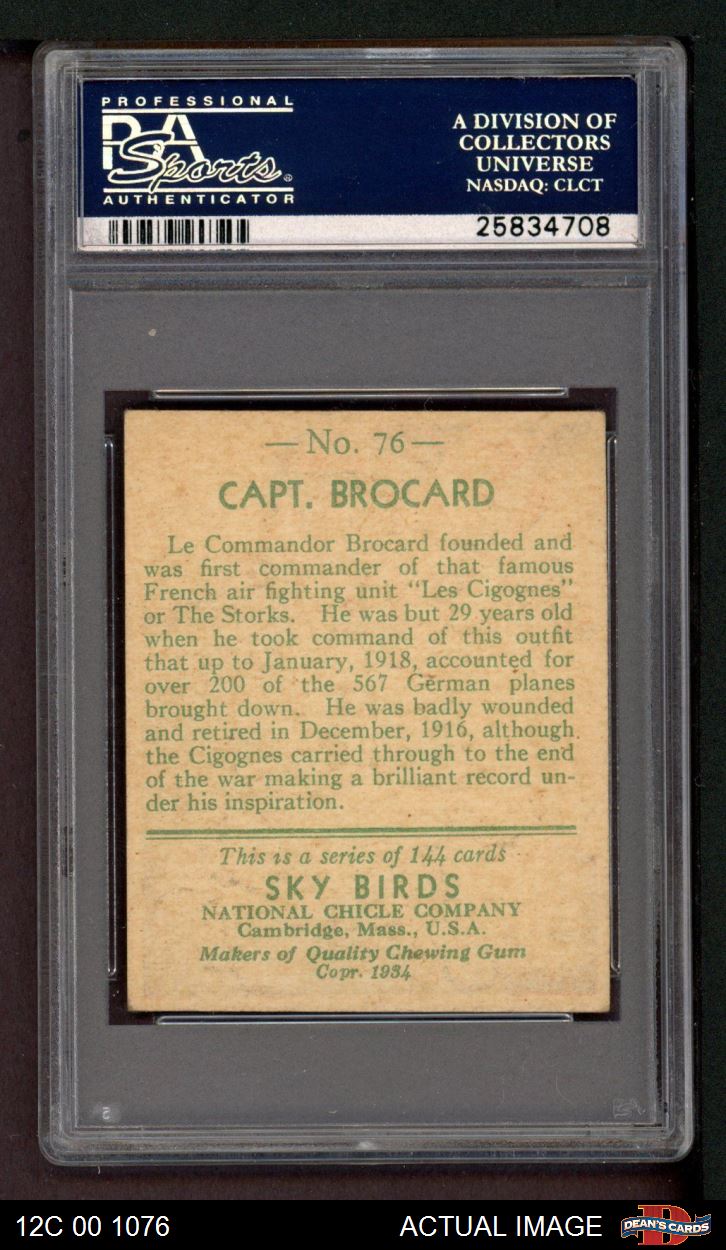 PROFESSIONAL
PSA
Sports®
AUTHENTICATOR
A DIVISION OF
COLLECTORS
UNIVERSE
NASDAQ: CLCT
25834708
— No. 76 —
CAPT. BROCARD
Le Commandor Brocard founded and
was first commander of that famous
French air fighting unit "Les Cigognes"
or The Storks. He was but 29 years old
when he took command of this outfit
that up to January, 1918, accounted for
over 200 of the 567 German planes
brought down. He was badly wounded
and retired in December, 1916, although
the Cigognes carried through to the end
of the war making a brilliant record un-
der his inspiration.
This is a series of 144 cards
SKY BIRDS
NATIONAL CHICLE COMPANY
Cambridge, Mass., U.S.A.
Makers of Quality Chewing Gum
Copr. 1934
PSA
12C 00 1076
ACTUAL IMAGE
D
DEAN'S CARDS